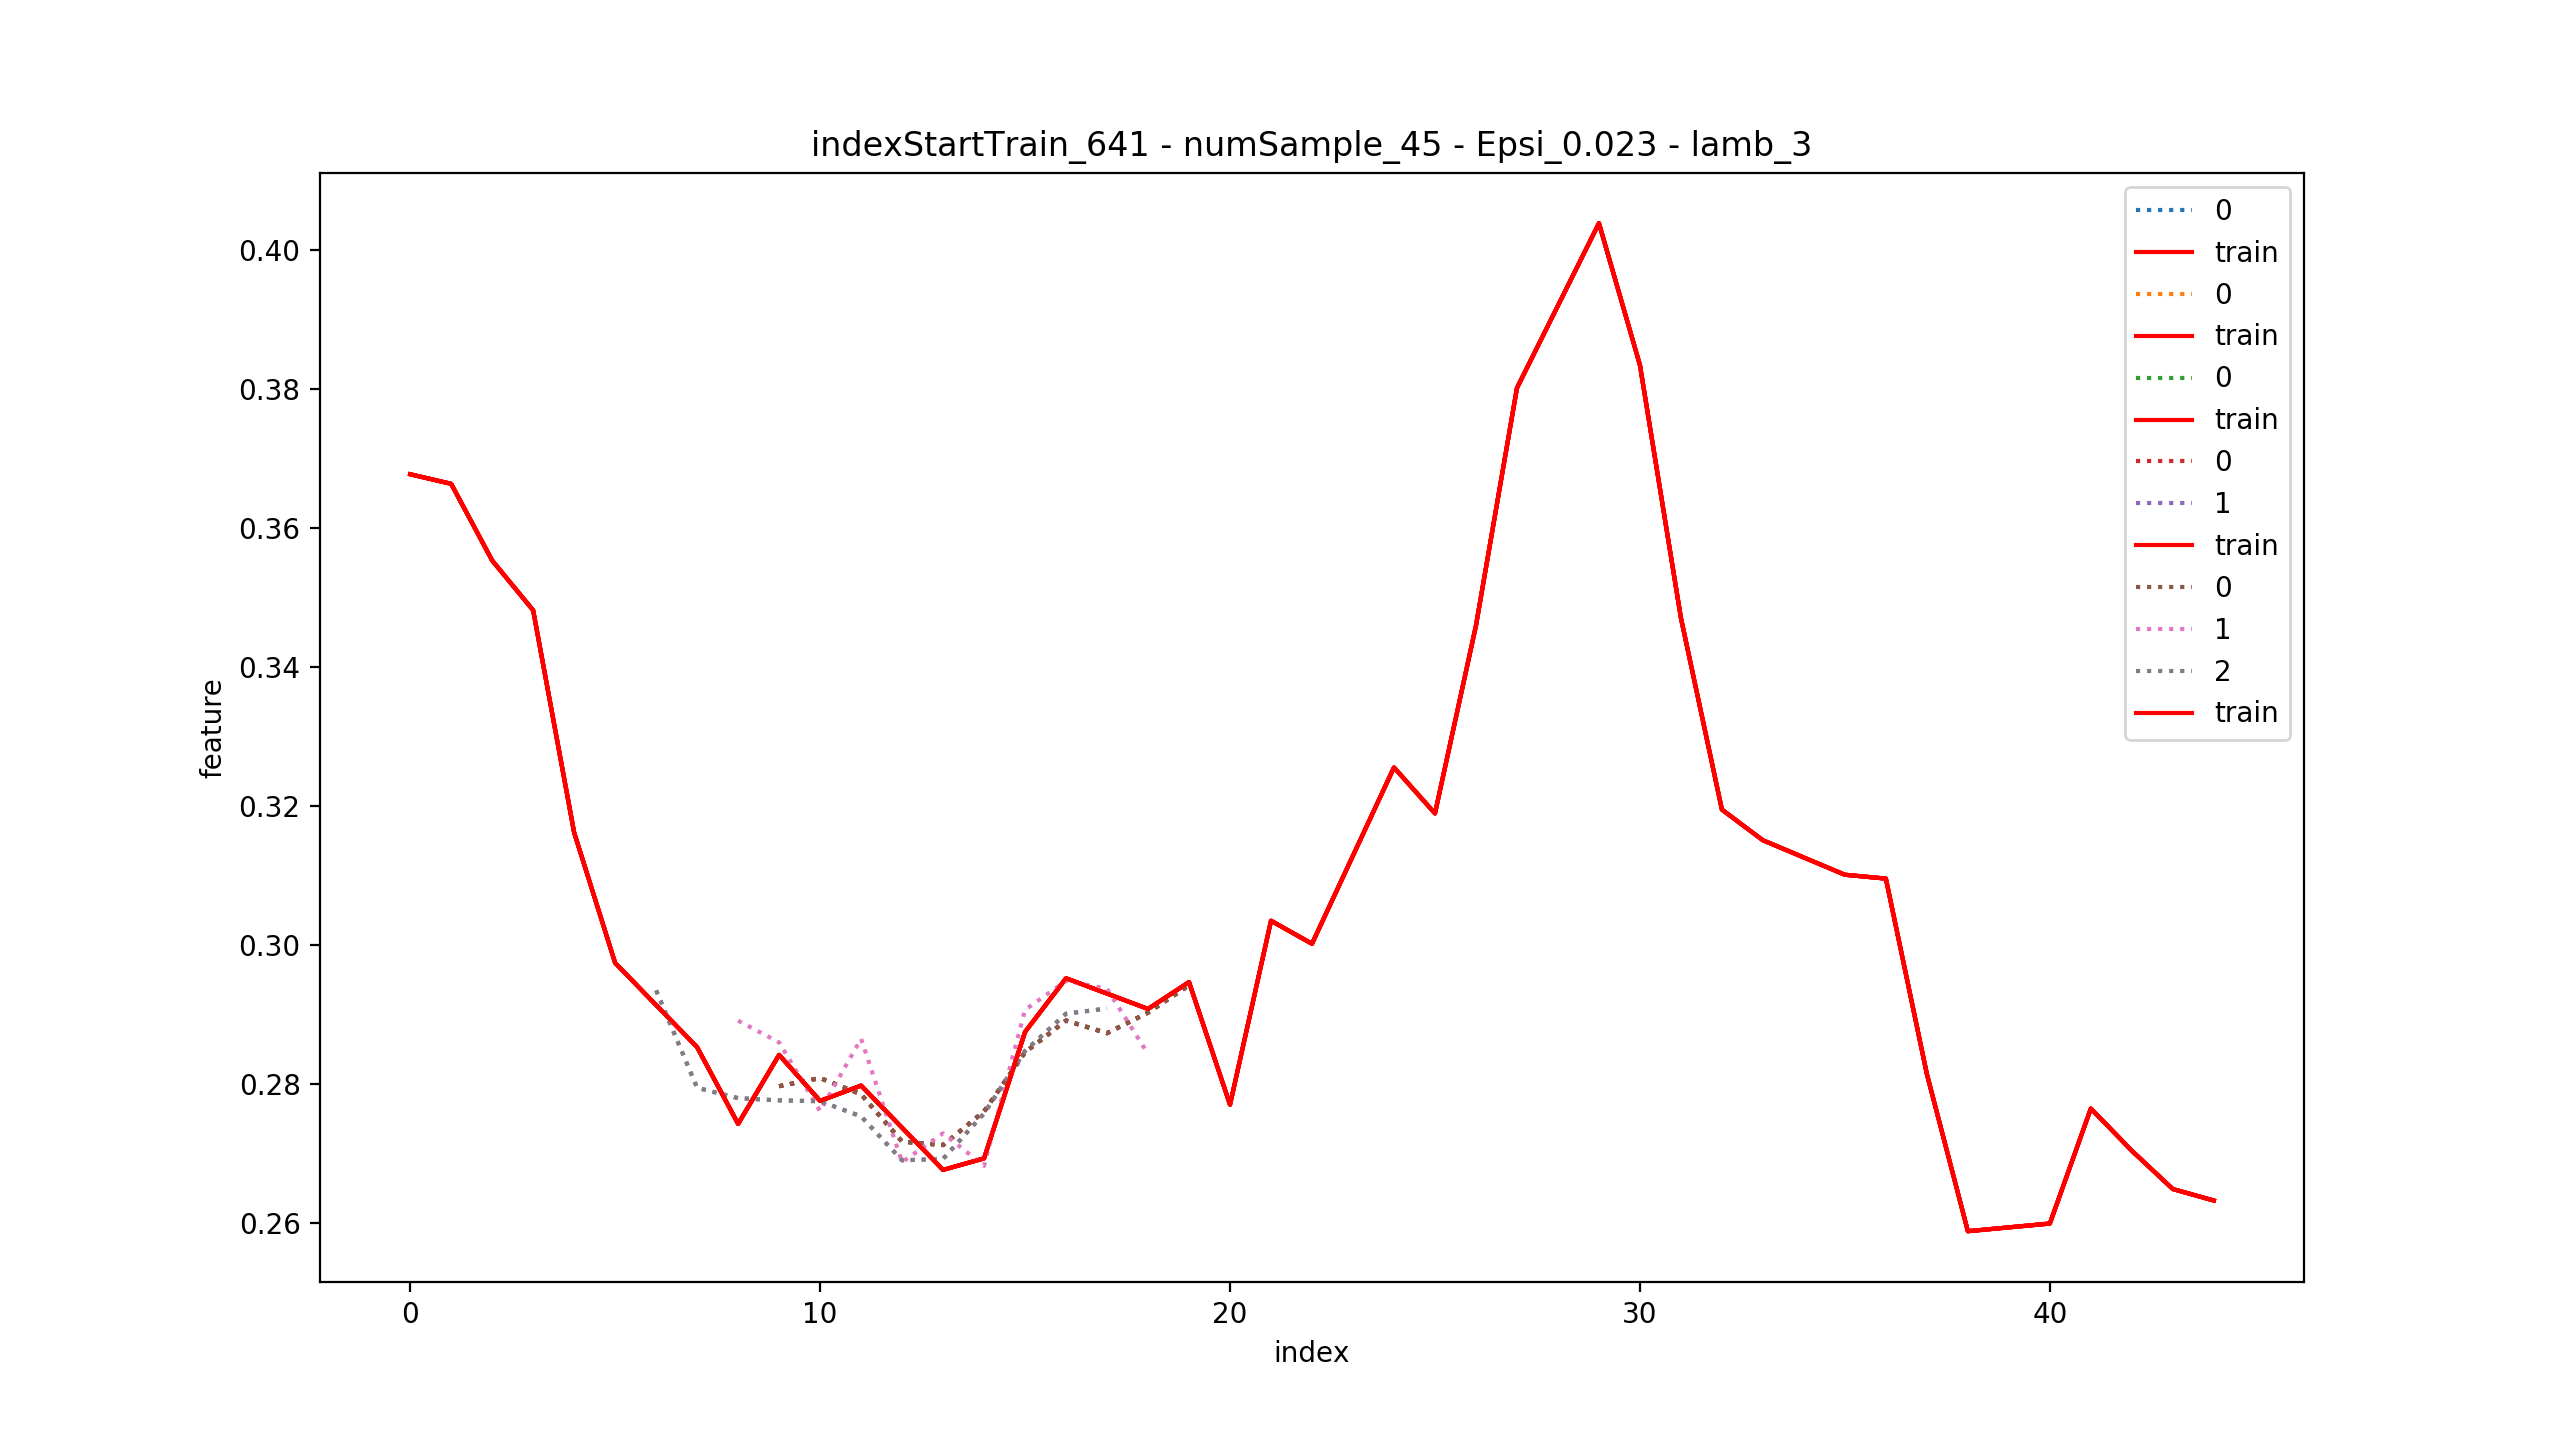 indexStartTrain_641 - numSample_45 - Epsi_0.023 - lamb_3
0
train
0
train
0
train
0
1
train
0
1
2
train
0.40
0.38
0.36
0.34
0.32
0.30
0.28
0.26
feature
0 10 20 30 40
index